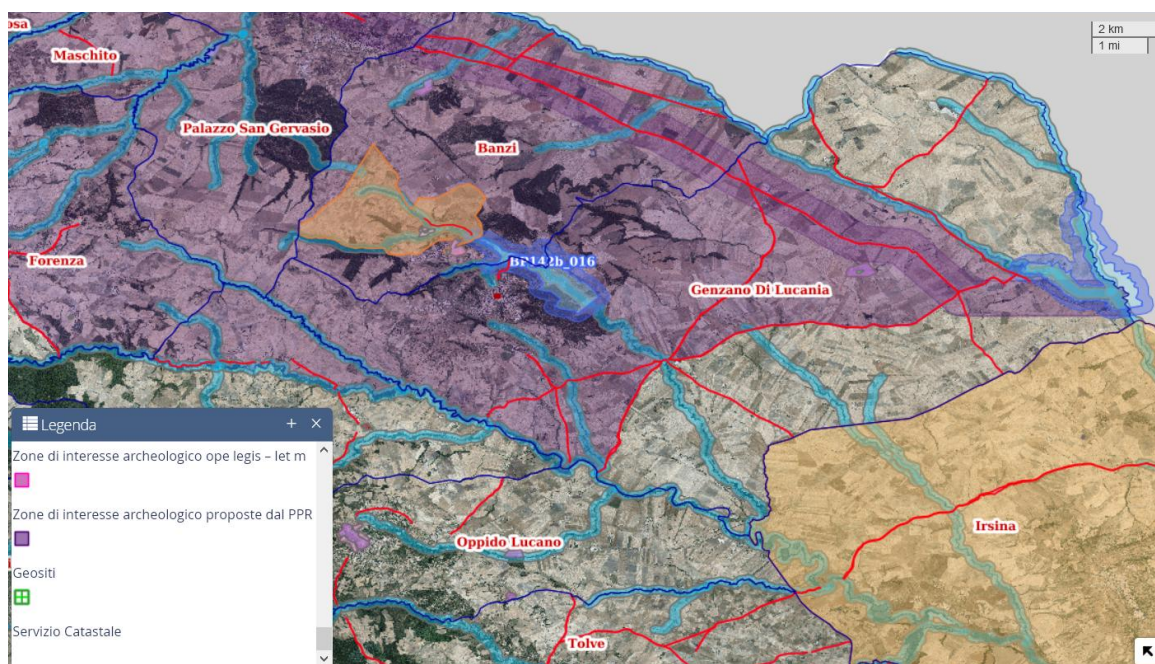 osa
2 km
1 mi
Maschito
Palazzo San Gervasio
Banzi
Forenza
BP142b_016
Genzano Di Lucania
Legenda
Zone di interesse archeologico ope legis – let m
Zone di interesse archeologico proposte dal PPR
Geositi
Servizio Catastale
Oppido Lucano
Irsina
Tolve